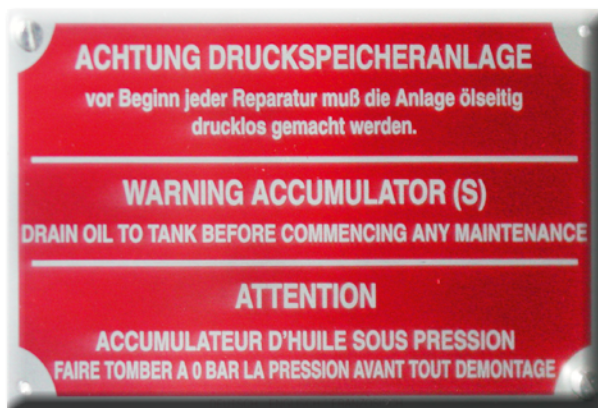 ACHTUNG DRUCKSPEICHERANLAGE
vor Beginn jeder Reparatur muß die Anlage ölseitig
drucklos gemacht werden.
WARNING ACCUMULATOR (S)
DRAIN OIL TO TANK BEFORE COMMENCING ANY MAINTENANCE
ATTENTION
ACCUMULATEUR D'HUILE SOUS PRESSION
FAIRE TOMBER A 0 BAR LA PRESSION AVANT TOUT DEMONTAGE